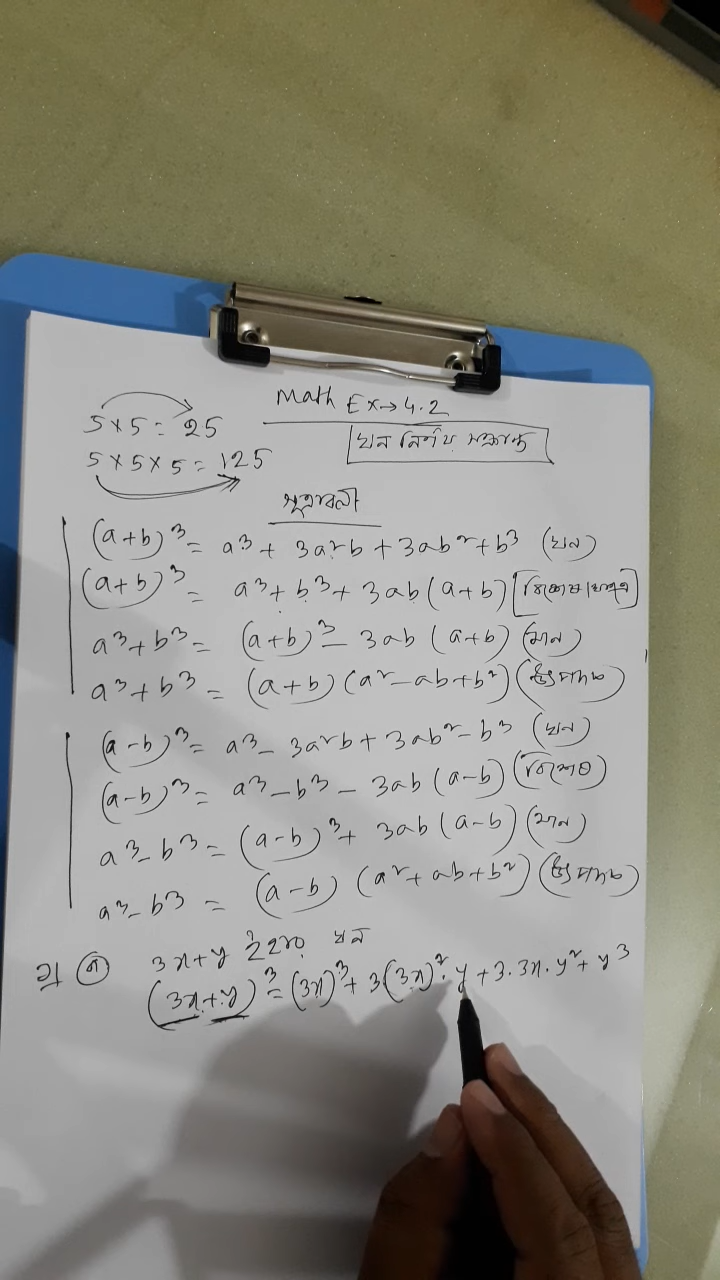 Math Ex→4.2
5×5=25
ঘন নির্ণয় সংক্রান্ত
5×5×5=125
সূত্রাবলী
(a+b)³= a³+ 3a²b+3ab²+b³ (ঘন)
(a+b)³= a³+b³+3ab(a+b)
a³+b³= (a+b)³-3ab (a+b) (মান)
a³+b³= (a+b)(a²-ab+b²) (উৎপাদক)
(a-b)³= a³- 3a²b+3ab²-b³ (ঘন)
(a-b)³= a³-b³-3ab(a-b)
a³-b³=(a-b)³+ 3ab(a-b) (মান)
a³-b³ = (a-b) (a²+ab+b²) (উৎপাদক)
3x+y এর ঘন
(3x+y)³=(3x)³+3(3x)².y+3.3x.y²+y³